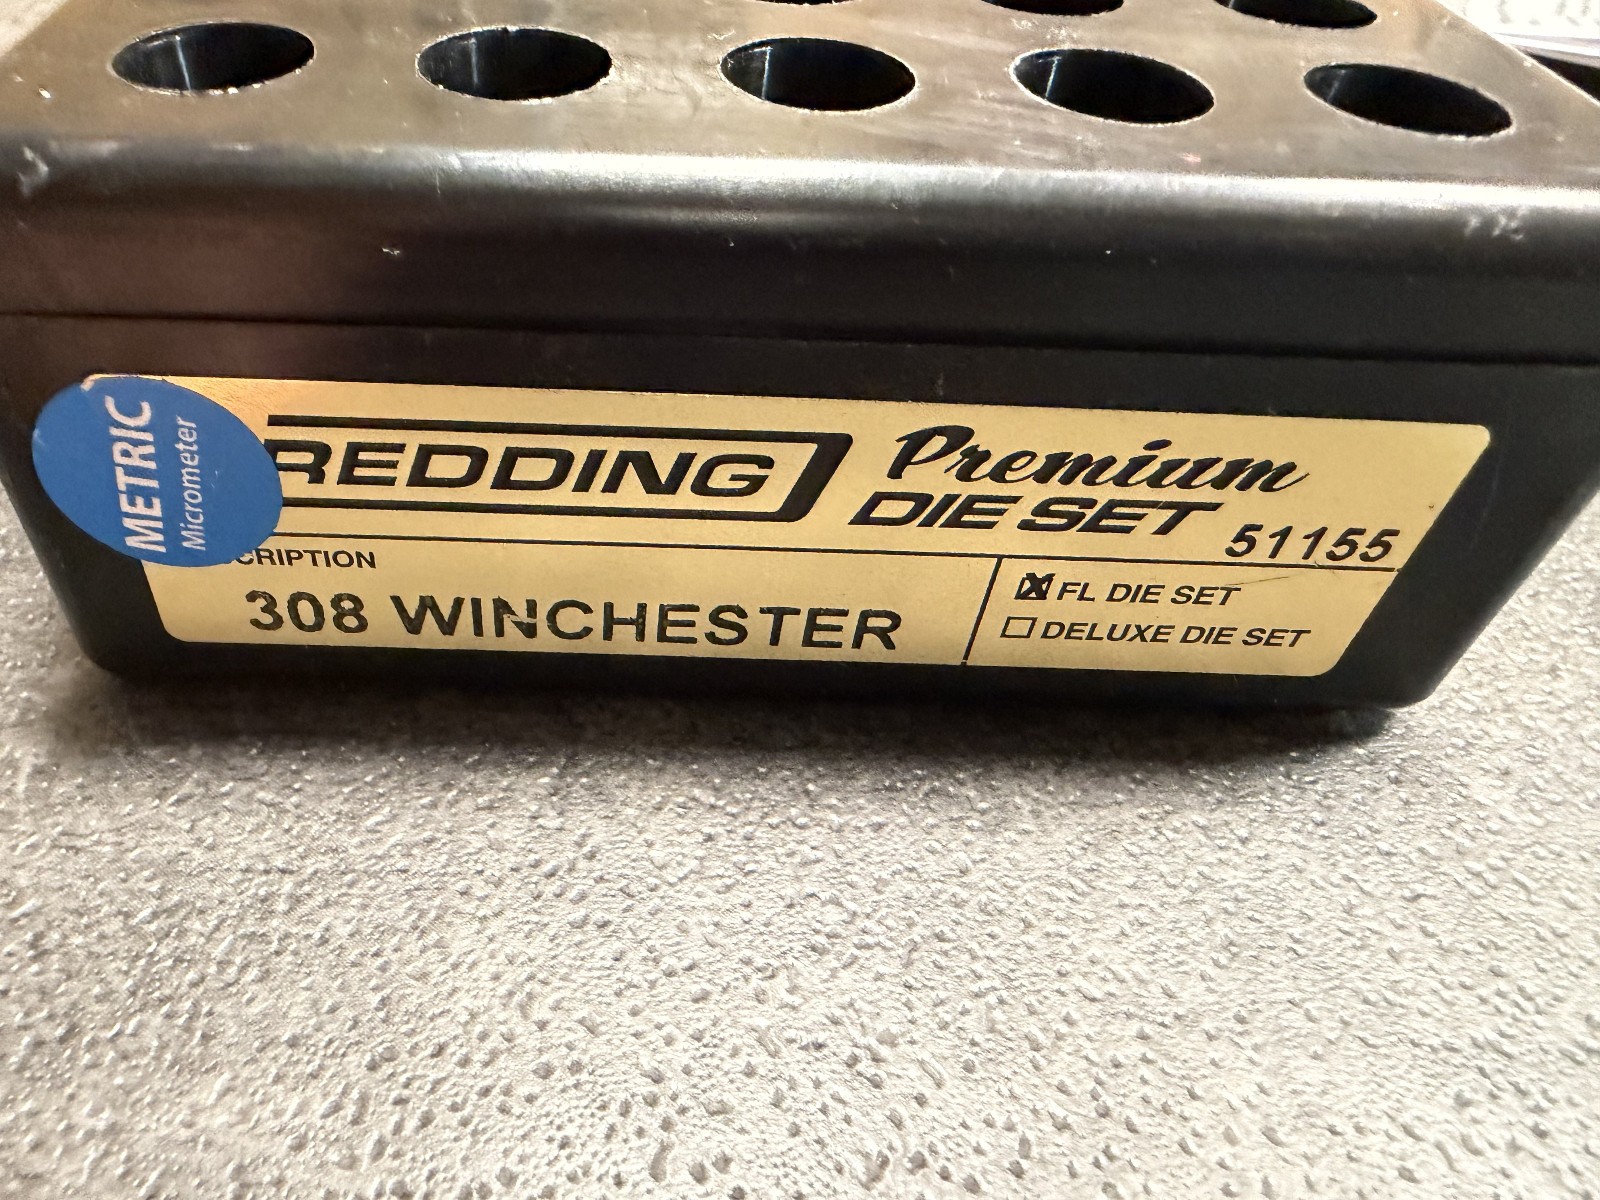 METRIC
Micrometer
REDDING
Premium
DIE SET
51155
CRIPTION
308 WINCHESTER
FL DIE SET
DELUXE DIE SET